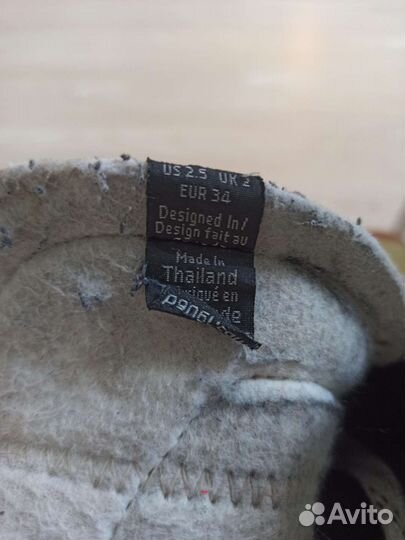 US 2.5 UK 2
EUR 34
Designed In/
Design fait au
Made In
Thailand
Avito